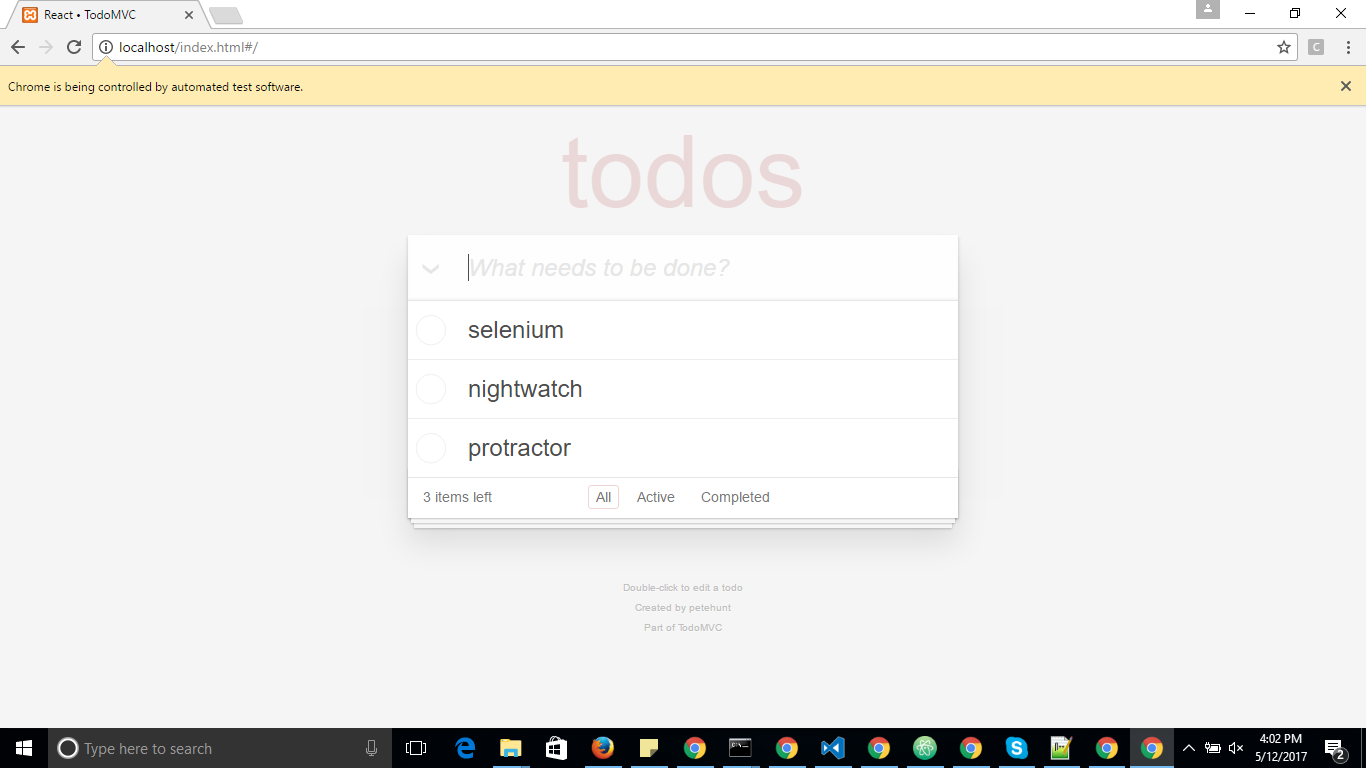 React • TodoMVC
localhost/index.html#/
C
Chrome is being controlled by automated test software.
todos
What needs to be done?
selenium
nightwatch
protractor
3 items left All Active Completed
Double-click to edit a todo
Created by petehunt
Part of TodoMVC
Type here to search
4:02 PM
5/12/2017
2